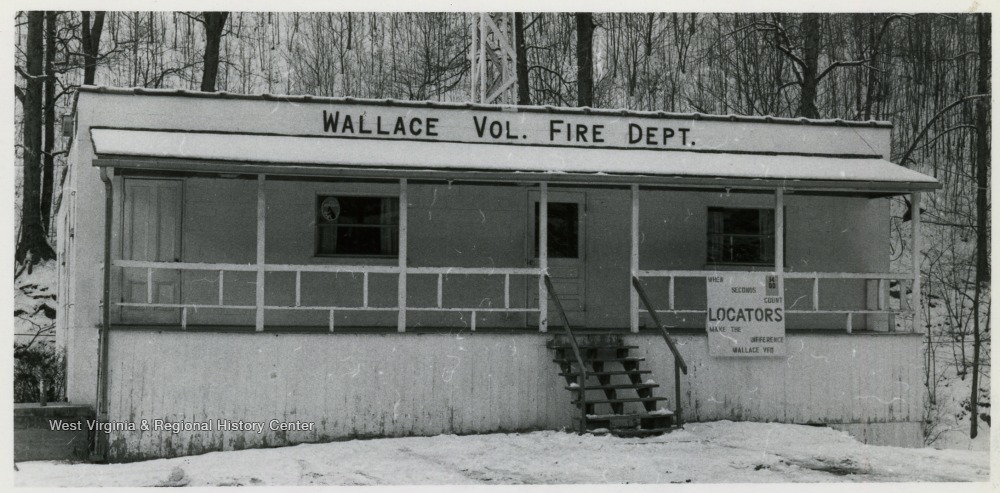 WALLACE VOL. FIRE DEPT.
WHEN
SECONDS
COUNT
LOCATORS
MAKE THE
DIFFERENCE
WALLACE VFD
West Virginia & Regional History Center